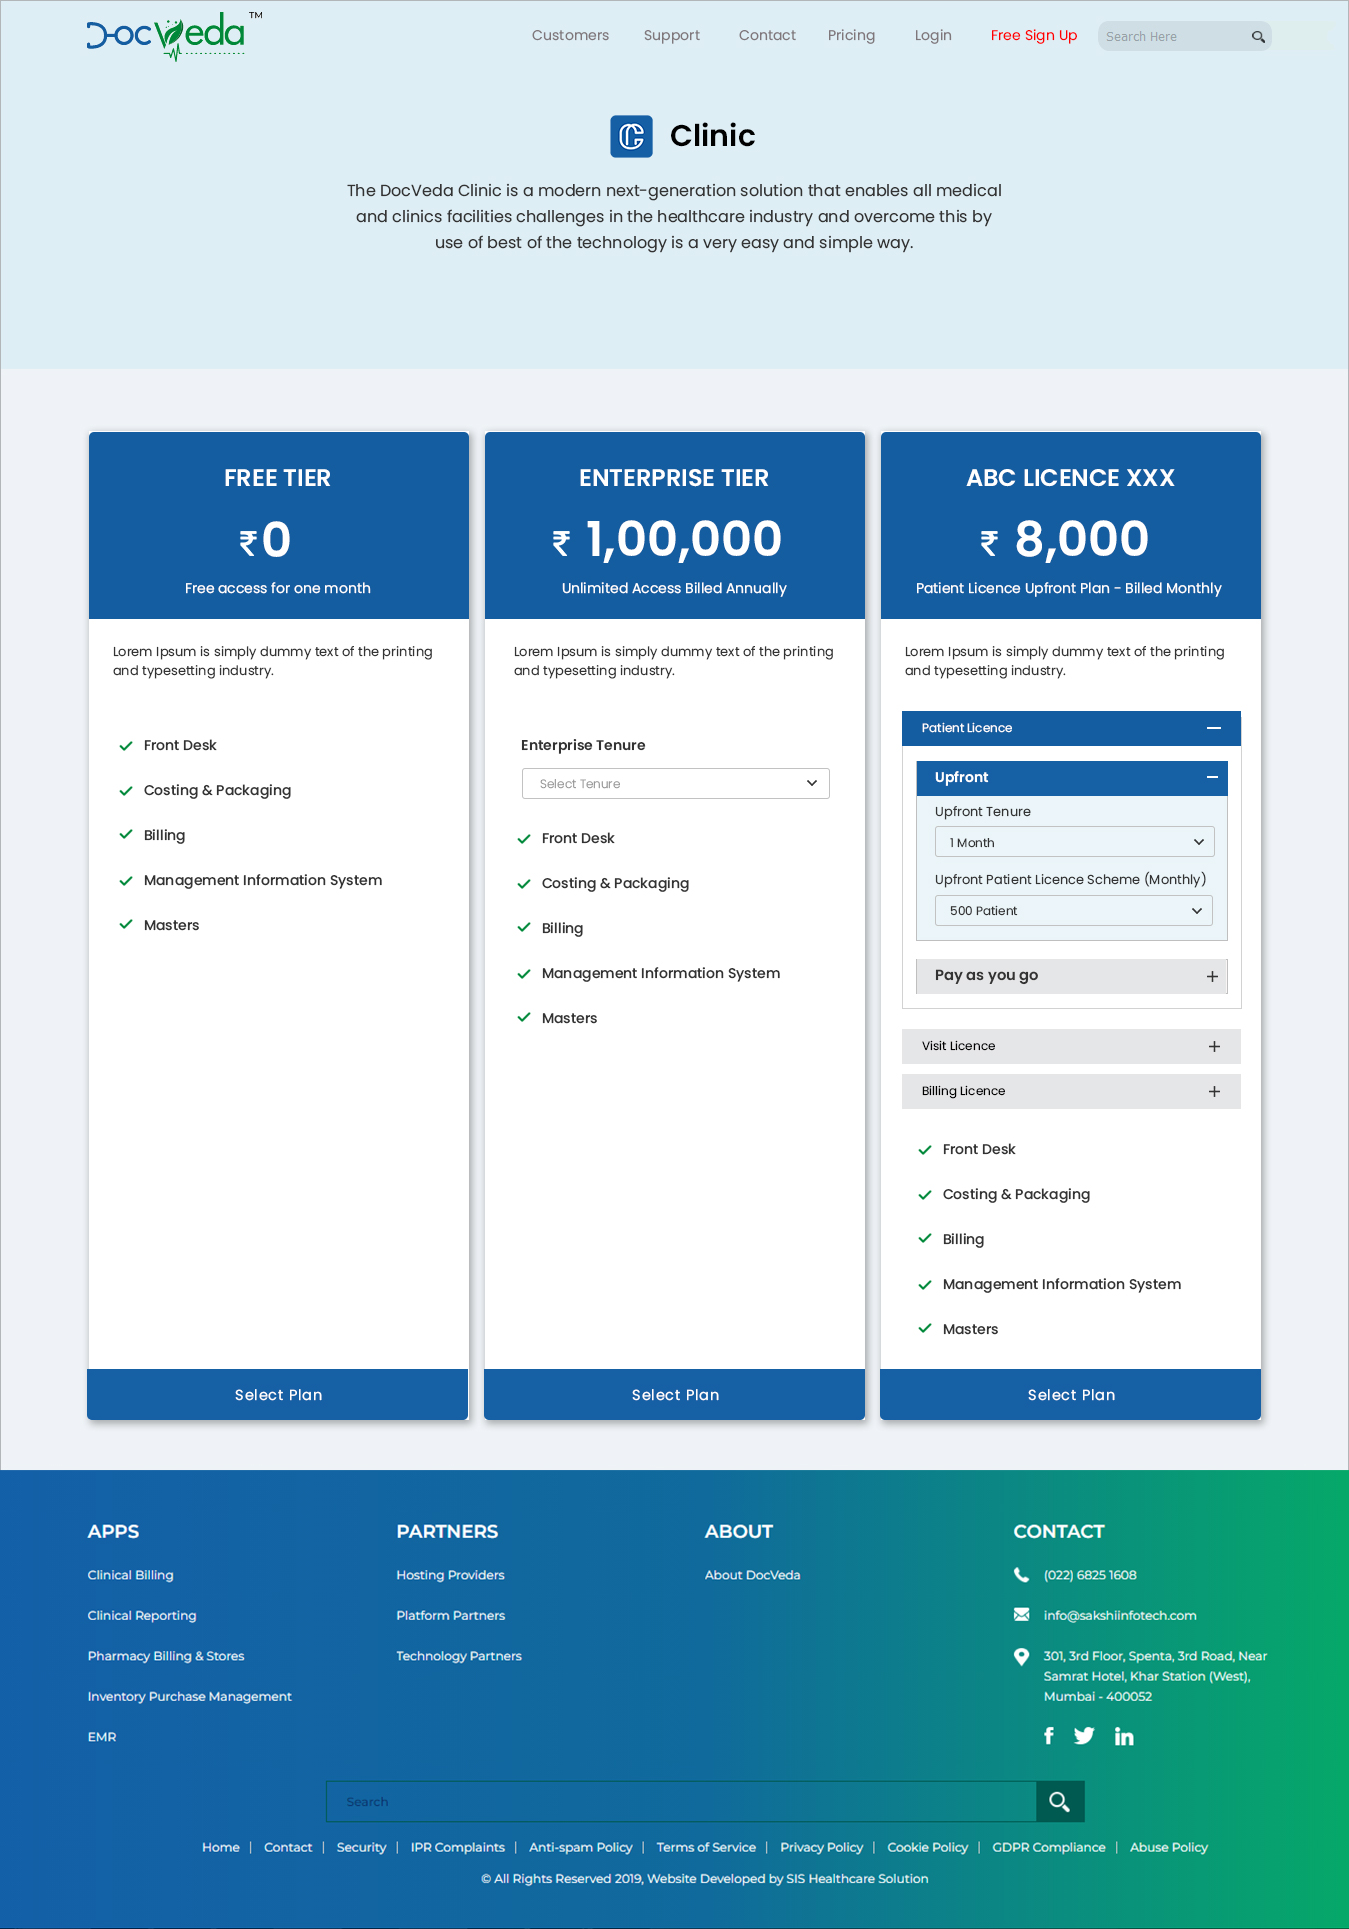 DocVeda TM
Customers Support Contact Pricing Login Free Sign Up Search Here
Clinic
The DocVeda Clinic is a modern next-generation solution that enables all medical
and clinics facilities challenges in the healthcare industry and overcome this by
use of best of the technology is a very easy and simple way.
FREE TIER
₹0
Free access for one month
Lorem Ipsum is simply dummy text of the printing
and typesetting industry.
Front Desk
Costing & Packaging
Billing
Management Information System
Masters
Select Plan
ENTERPRISE TIER
₹ 1,00,000
Unlimited Access Billed Annually
Lorem Ipsum is simply dummy text of the printing
and typesetting industry.
Enterprise Tenure
Select Tenure
Front Desk
Costing & Packaging
Billing
Management Information System
Masters
Select Plan
ABC LICENCE XXX
₹ 8,000
Patient Licence Upfront Plan - Billed Monthly
Lorem Ipsum is simply dummy text of the printing
and typesetting industry.
Patient Licence
Upfront
Upfront Tenure
1 Month
Upfront Patient Licence Scheme (Monthly)
500 Patient
Pay as you go
Visit Licence
Billing Licence
Front Desk
Costing & Packaging
Billing
Management Information System
Masters
Select Plan
APPS
Clinical Billing
Clinical Reporting
Pharmacy Billing & Stores
Inventory Purchase Management
EMR
PARTNERS
Hosting Providers
Platform Partners
Technology Partners
ABOUT
About DocVeda
CONTACT
(022) 6825 1608
info@sakshiinfotech.com
301, 3rd Floor, Spenta, 3rd Road, Near
Samrat Hotel, Khar Station (West),
Mumbai - 400052
Search
Home | Contact | Security | IPR Complaints | Anti-spam Policy | Terms of Service | Privacy Policy | Cookie Policy | GDPR Compliance | Abuse Policy
© All Rights Reserved 2019, Website Developed by SIS Healthcare Solution